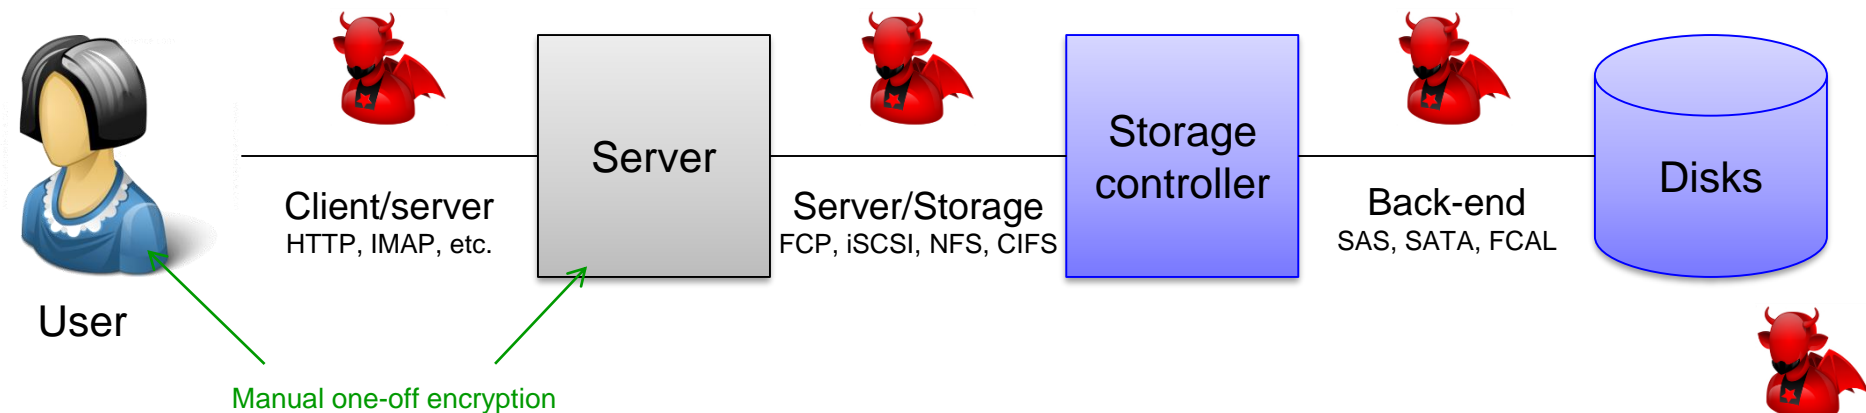 User
Client/server
HTTP, IMAP, etc.
Server
Server/Storage
FCP, iSCSI, NFS, CIFS
Storage
controller
Back-end
SAS, SATA, FCAL
Disks
Manual one-off encryption